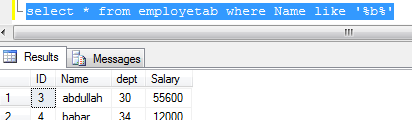 select * from employetab where Name like '%b%'
Results Messages
ID Name dept Salary
1 3 abdullah 30 55600
2 4 babar 34 12000